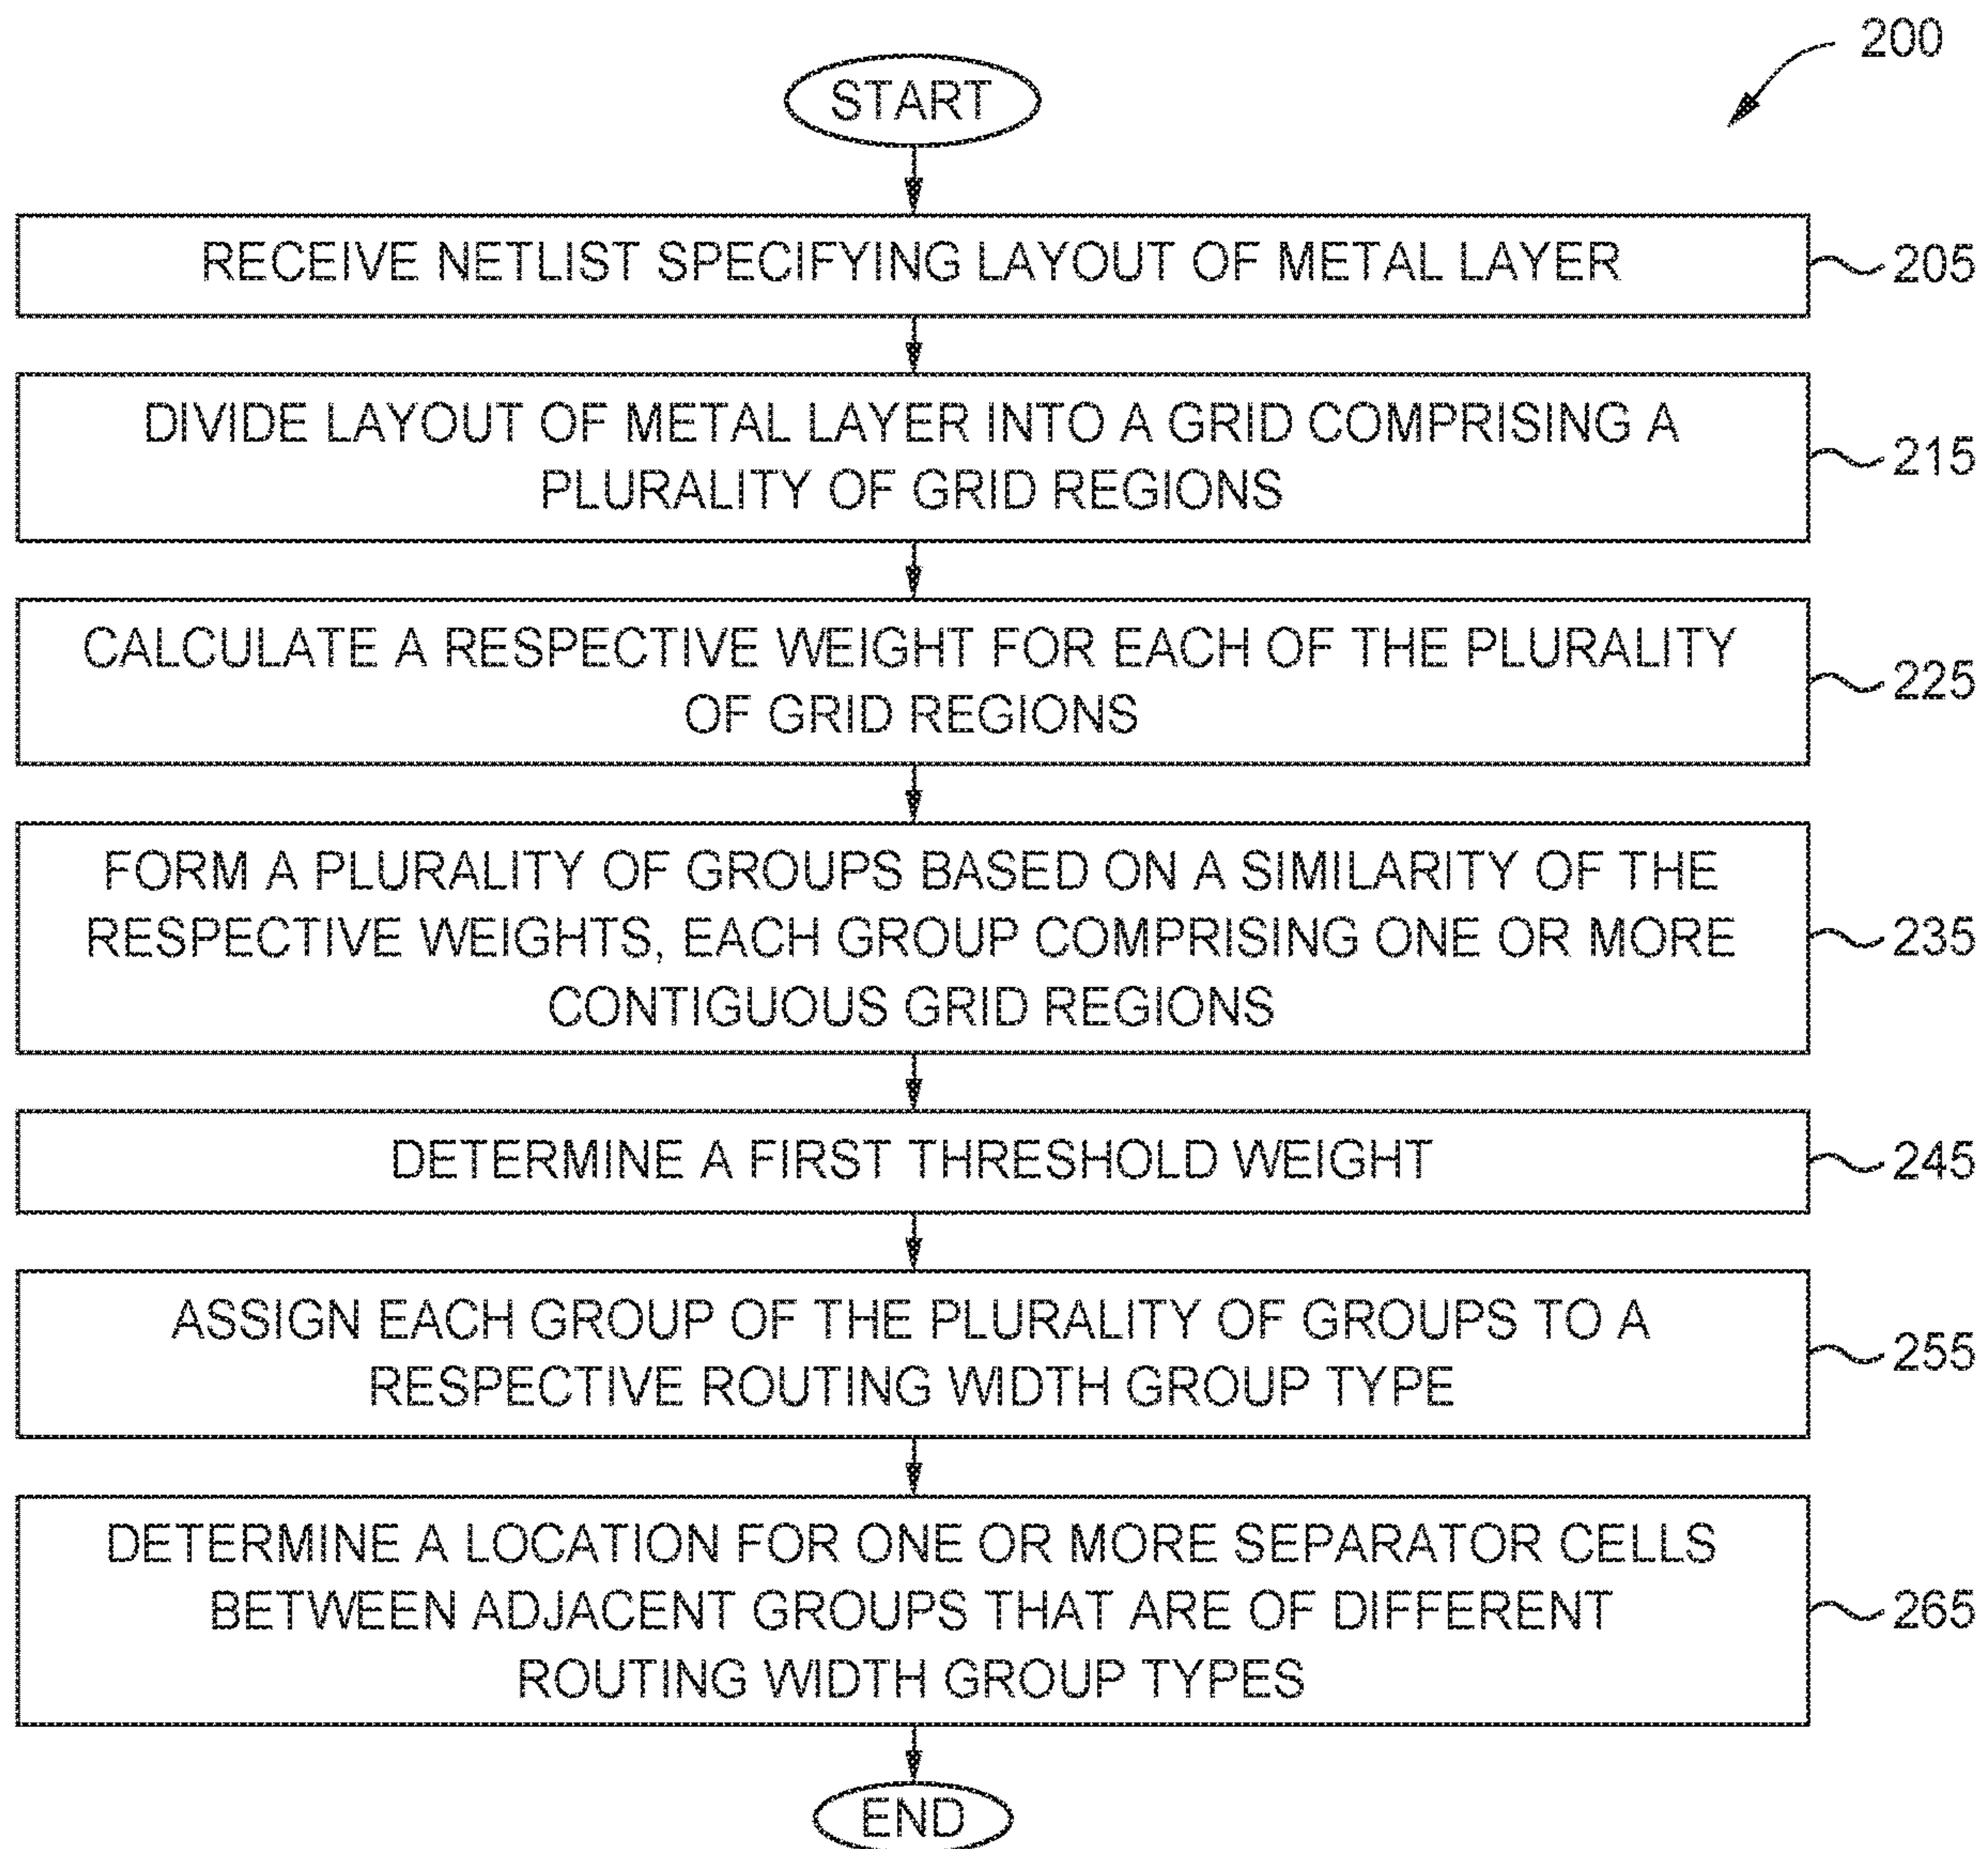 200
START
RECEIVE NETLIST SPECIFYING LAYOUT OF METAL LAYER
205
DIVIDE LAYOUT OF METAL LAYER INTO A GRID COMPRISING A
PLURALITY OF GRID REGIONS
215
CALCULATE A RESPECTIVE WEIGHT FOR EACH OF THE PLURALITY
OF GRID REGIONS
225
FORM A PLURALITY OF GROUPS BASED ON A SIMILARITY OF THE
RESPECTIVE WEIGHTS, EACH GROUP COMPRISING ONE OR MORE
CONTIGUOUS GRID REGIONS
235
DETERMINE A FIRST THRESHOLD WEIGHT
245
ASSIGN EACH GROUP OF THE PLURALITY OF GROUPS TO A
RESPECTIVE ROUTING WIDTH GROUP TYPE
255
DETERMINE A LOCATION FOR ONE OR MORE SEPARATOR CELLS
BETWEEN ADJACENT GROUPS THAT ARE OF DIFFERENT
ROUTING WIDTH GROUP TYPES
265
END